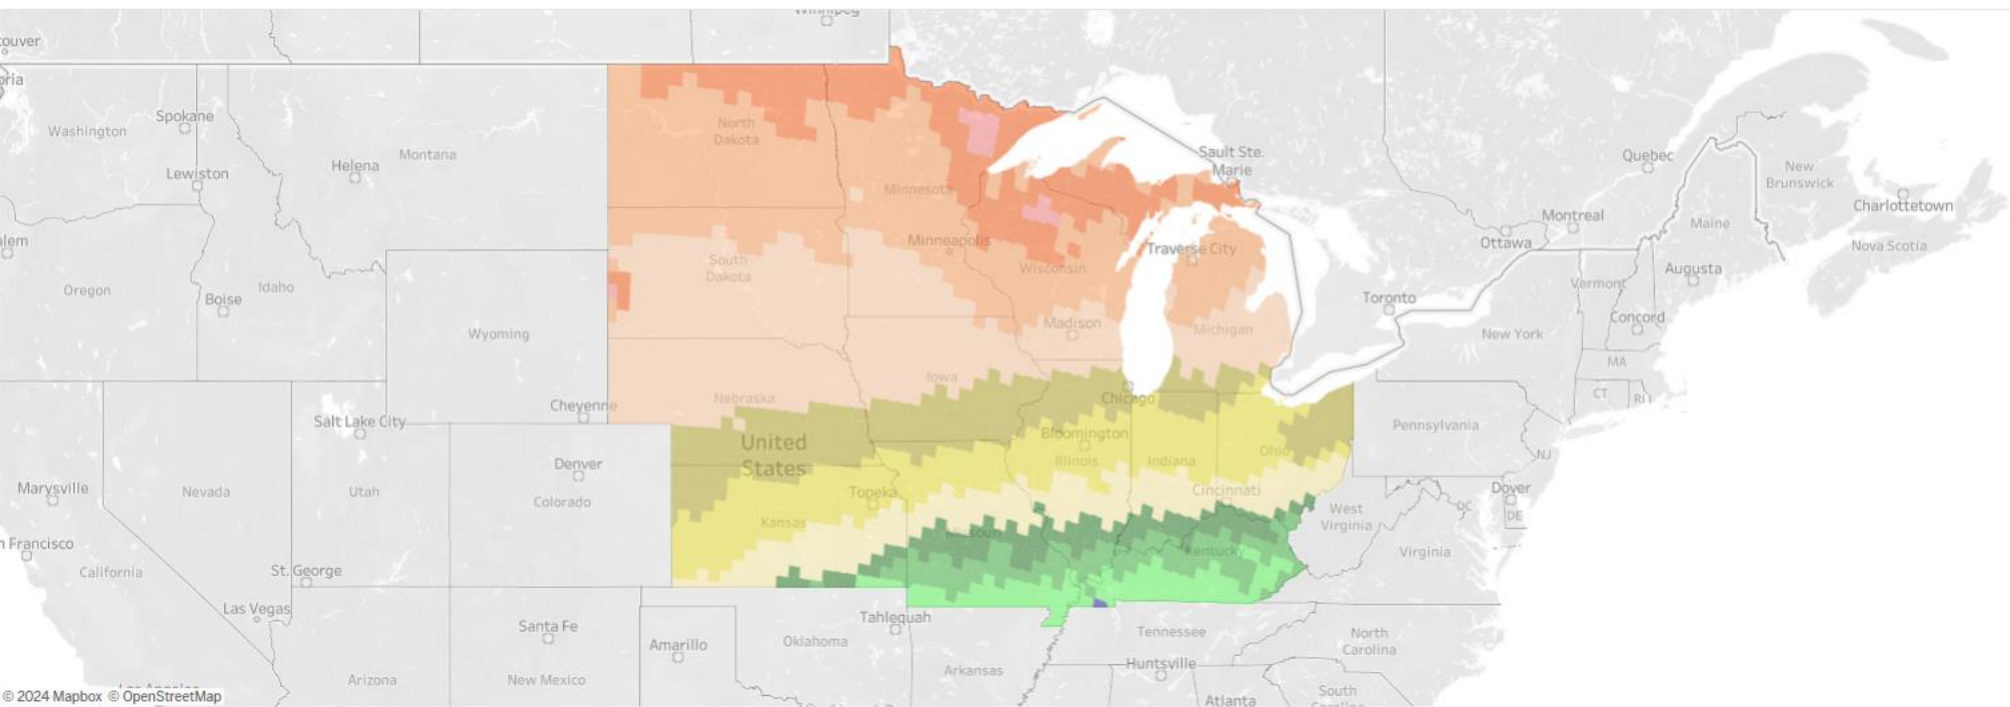 Winnipeg
couver
oria
Spokane
Washington
Helena
Montana
Lewiston
North
Dakota
Minnesota
Sault Ste.
Marie
Quebec
New
Brunswick
Charlottetown
Montreal
Ottawa
Maine
Nova Scotia
alem
Minneapolis
Traverse City
South
Dakota
Wisconsin
Augusta
Oregon
Boise
Idaho
Vermont
Toronto
Concord
Wyoming
Madison
Michigan
New York
MA
Iowa
Nebraska
Cheyenne
Chicago
CT
RI
Salt Lake City
United
States
Bloomington
Illinois
Indiana
Ohio
Pennsylvania
NJ
Denver
Colorado
Marysville
Nevada
Utah
Topeka
Cincinnati
Dover
DE
DC
West
Virginia
Kansas
Missouri
Kentucky
Virginia
n Francisco
California
St. George
Las Vegas
Santa Fe
Amarillo
Oklahoma
Tahlequah
Tennessee
North
Carolina
Arkansas
Huntsville
Arizona
New Mexico
Los Angeles
Atlanta
South
Carolina
© 2024 Mapbox © OpenStreetMap